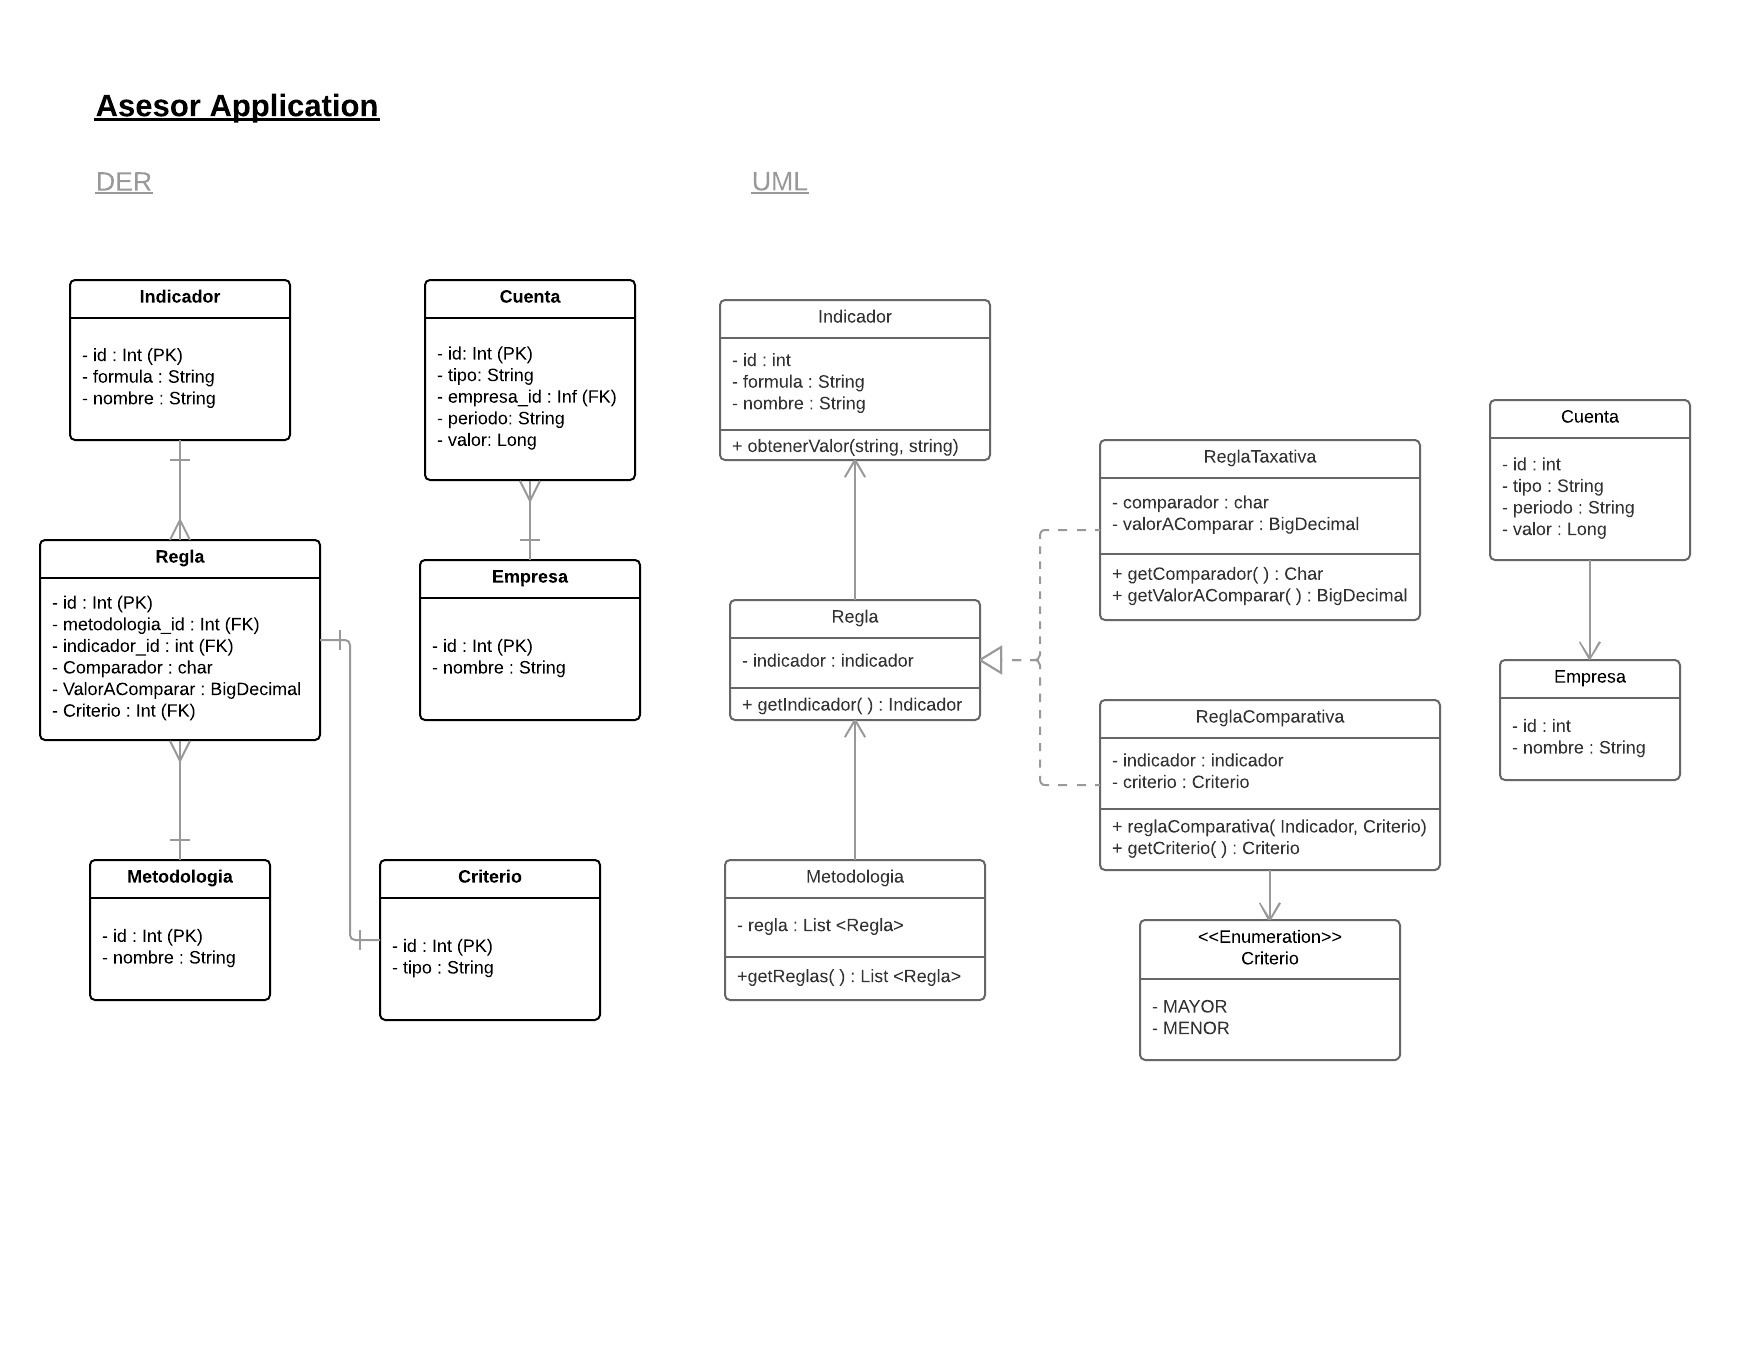 Asesor Application
DER
Indicador
- id : Int (PK)
- formula : String
- nombre : String
Cuenta
- id: Int (PK)
- tipo: String
- empresa_id : Inf (FK)
- periodo: String
- valor: Long
Regla
- id : Int (PK)
- metodologia_id : Int (FK)
- indicador_id : int (FK)
- Comparador : char
- ValorAComparar : BigDecimal
- Criterio : Int (FK)
Empresa
- id : Int (PK)
- nombre : String
Metodologia
- id : Int (PK)
- nombre : String
Criterio
- id : Int (PK)
- tipo : String
UML
Indicador
- id : int
- formula : String
- nombre : String
+ obtenerValor(string, string)
Regla
- indicador : indicador
+ getIndicador( ) : Indicador
Metodologia
- regla : List <Regla>
+getReglas( ) : List <Regla>
ReglaTaxativa
- comparador : char
- valorAComparar : BigDecimal
+ getComparador( ) : Char
+ getValorAComparar( ) : BigDecimal
ReglaComparativa
- indicador : indicador
- criterio : Criterio
+ reglaComparativa( Indicador, Criterio)
+ getCriterio( ) : Criterio
<<Enumeration>>
Criterio
- MAYOR
- MENOR
Cuenta
- id : int
- tipo : String
- periodo : String
- valor : Long
Empresa
- id : int
- nombre : String